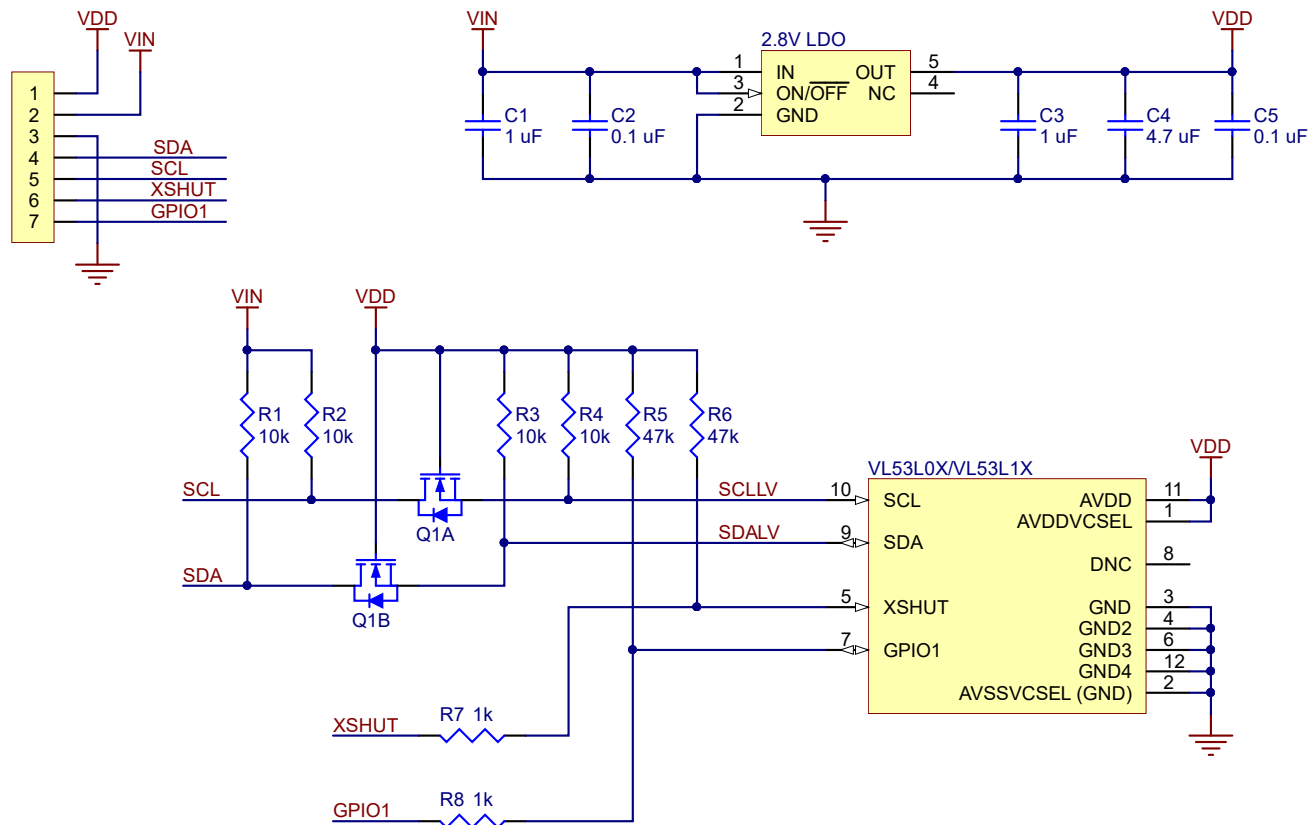 VDD
VIN
1
2
3
4
5
6
7
SDA
SCL
XSHUT
GPIO1
VIN
2.8V LDO
VDD
1
3
2
IN
ON/OFF
GND
OUT
NC
5
4
C1
1 uF
C2
0.1 uF
C3
1 uF
C4
4.7 uF
C5
0.1 uF
VIN
VDD
R1
10k
R2
10k
R3
10k
R4
10k
R5
47k
R6
47k
SCL
Q1A
SCLLV
SDALV
SDA
Q1B
VL53L0X/VL53L1X
VDD
10
SCL
9
SDA
5
XSHUT
7
GPIO1
AVDD
11
AVDDVCSEL
1
DNC
8
GND
3
GND2
4
GND3
6
GND4
12
AVSSVCSEL (GND)
2
XSHUT
R7 1k
GPIO1
R8 1k